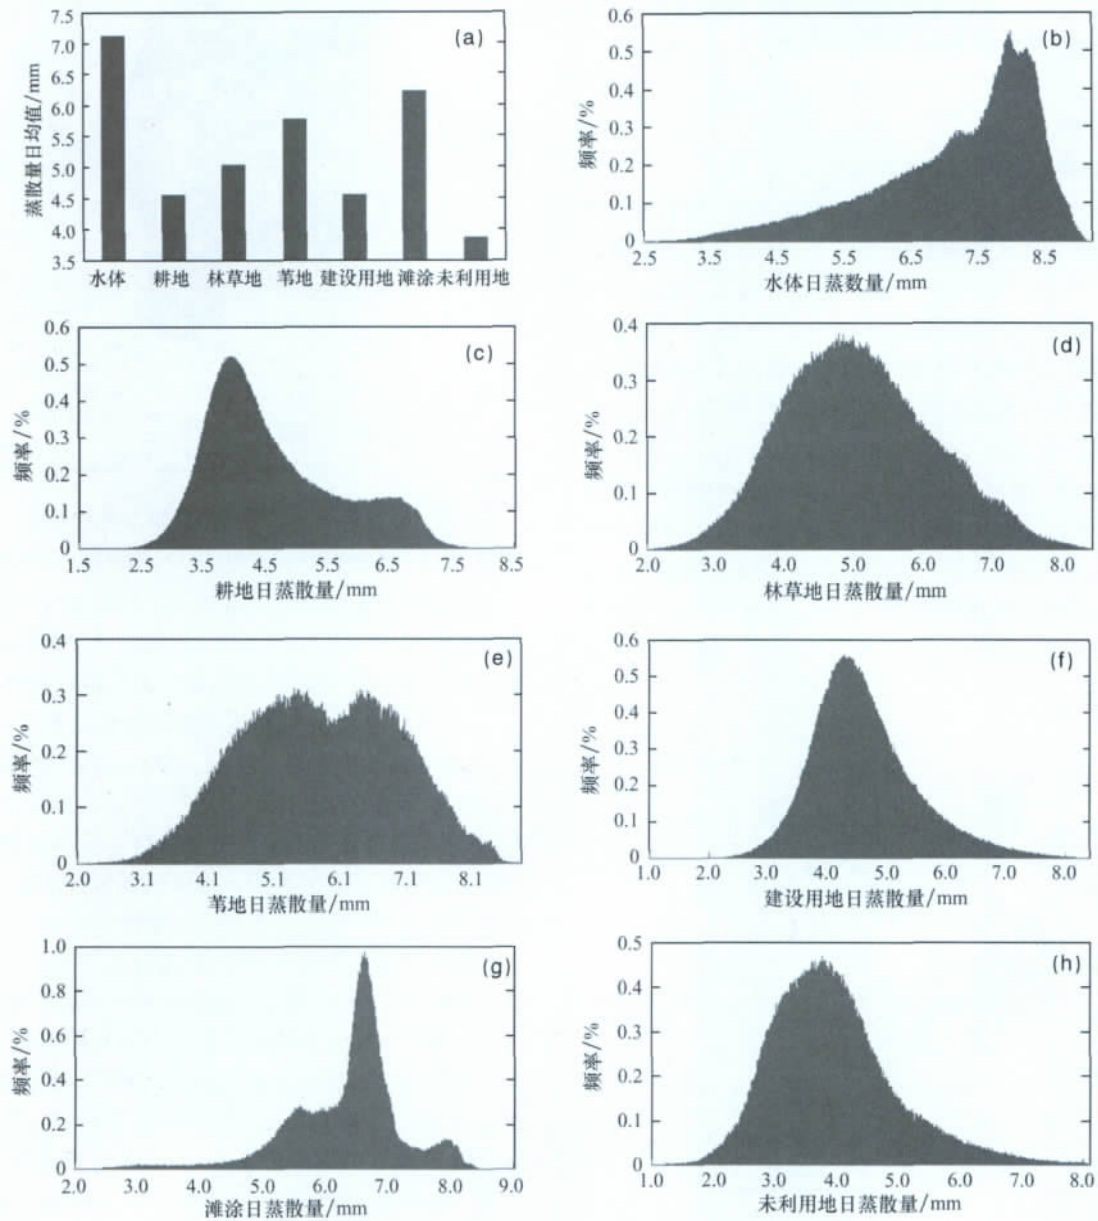 7.5
7.0
6.5
6.0
5.5
5.0
4.5
4.0
3.5
蒸散量日均值/mm
(a)
水体 耕地 林草地 苇地 建设用地 滩涂 未利用地
0.6
0.5
0.4
0.3
0.2
0.1
0
频率/%
(b)
2.5 3.5 4.5 5.5 6.5 7.5 8.5
水体日蒸数量/mm
0.6
0.5
0.4
0.3
0.2
0.1
0
频率/%
(c)
1.5 2.5 3.5 4.5 5.5 6.5 7.5 8.5
耕地日蒸散量/mm
0.4
0.3
0.2
0.1
0
频率/%
(d)
2.0 3.0 4.0 5.0 6.0 7.0 8.0
林草地日蒸散量/mm
0.4
0.3
0.2
0.1
0
频率/%
(e)
2.0 3.1 4.1 5.1 6.1 7.1 8.1
苇地日蒸散量/mm
0.6
0.5
0.4
0.3
0.2
0.1
0
频率/%
(f)
1.0 2.0 3.0 4.0 5.0 6.0 7.0 8.0
建设用地日蒸散量/mm
1.0
0.8
0.6
0.4
0.2
0
频率/%
(g)
2.0 3.0 4.0 5.0 6.0 7.0 8.0 9.0
滩涂日蒸散量/mm
0.5
0.4
0.3
0.2
0.1
0
频率/%
(h)
1.0 2.0 3.0 4.0 5.0 6.0 7.0 8.0
未利用地日蒸散量/mm